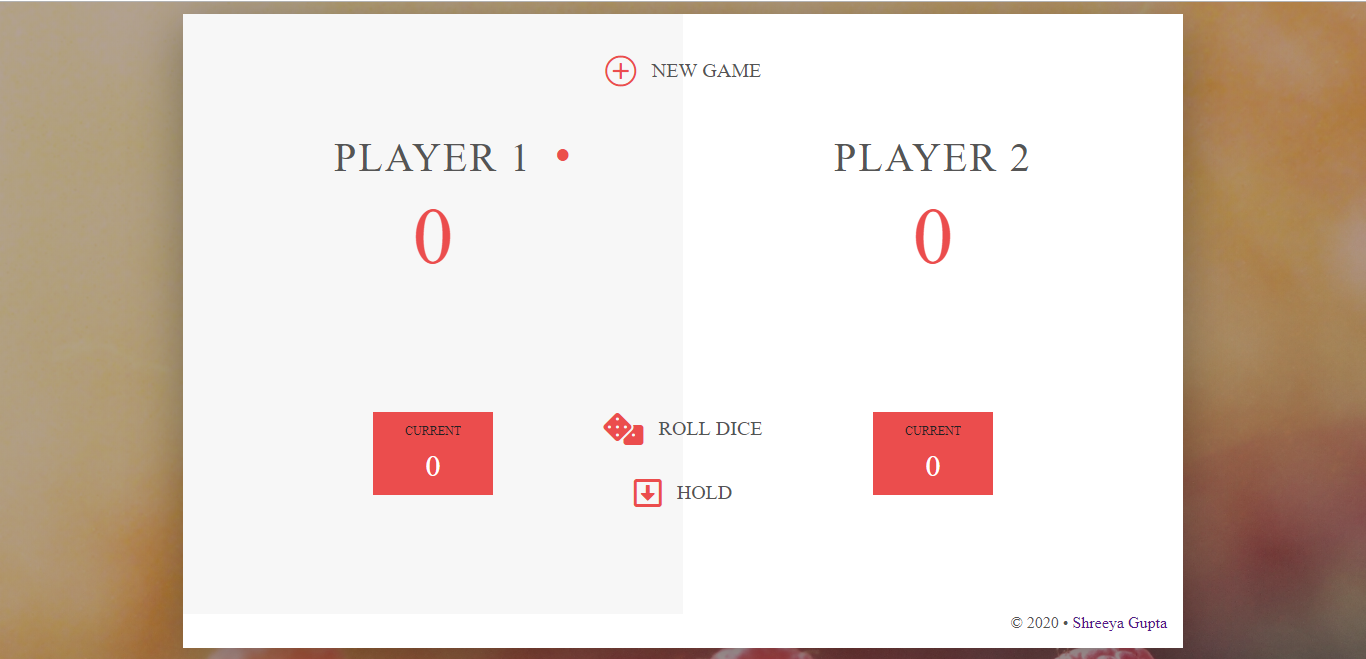 NEW GAME
PLAYER 1
0
PLAYER 2
0
CURRENT
0
ROLL DICE
HOLD
CURRENT
0
© 2020 • Shreeya Gupta